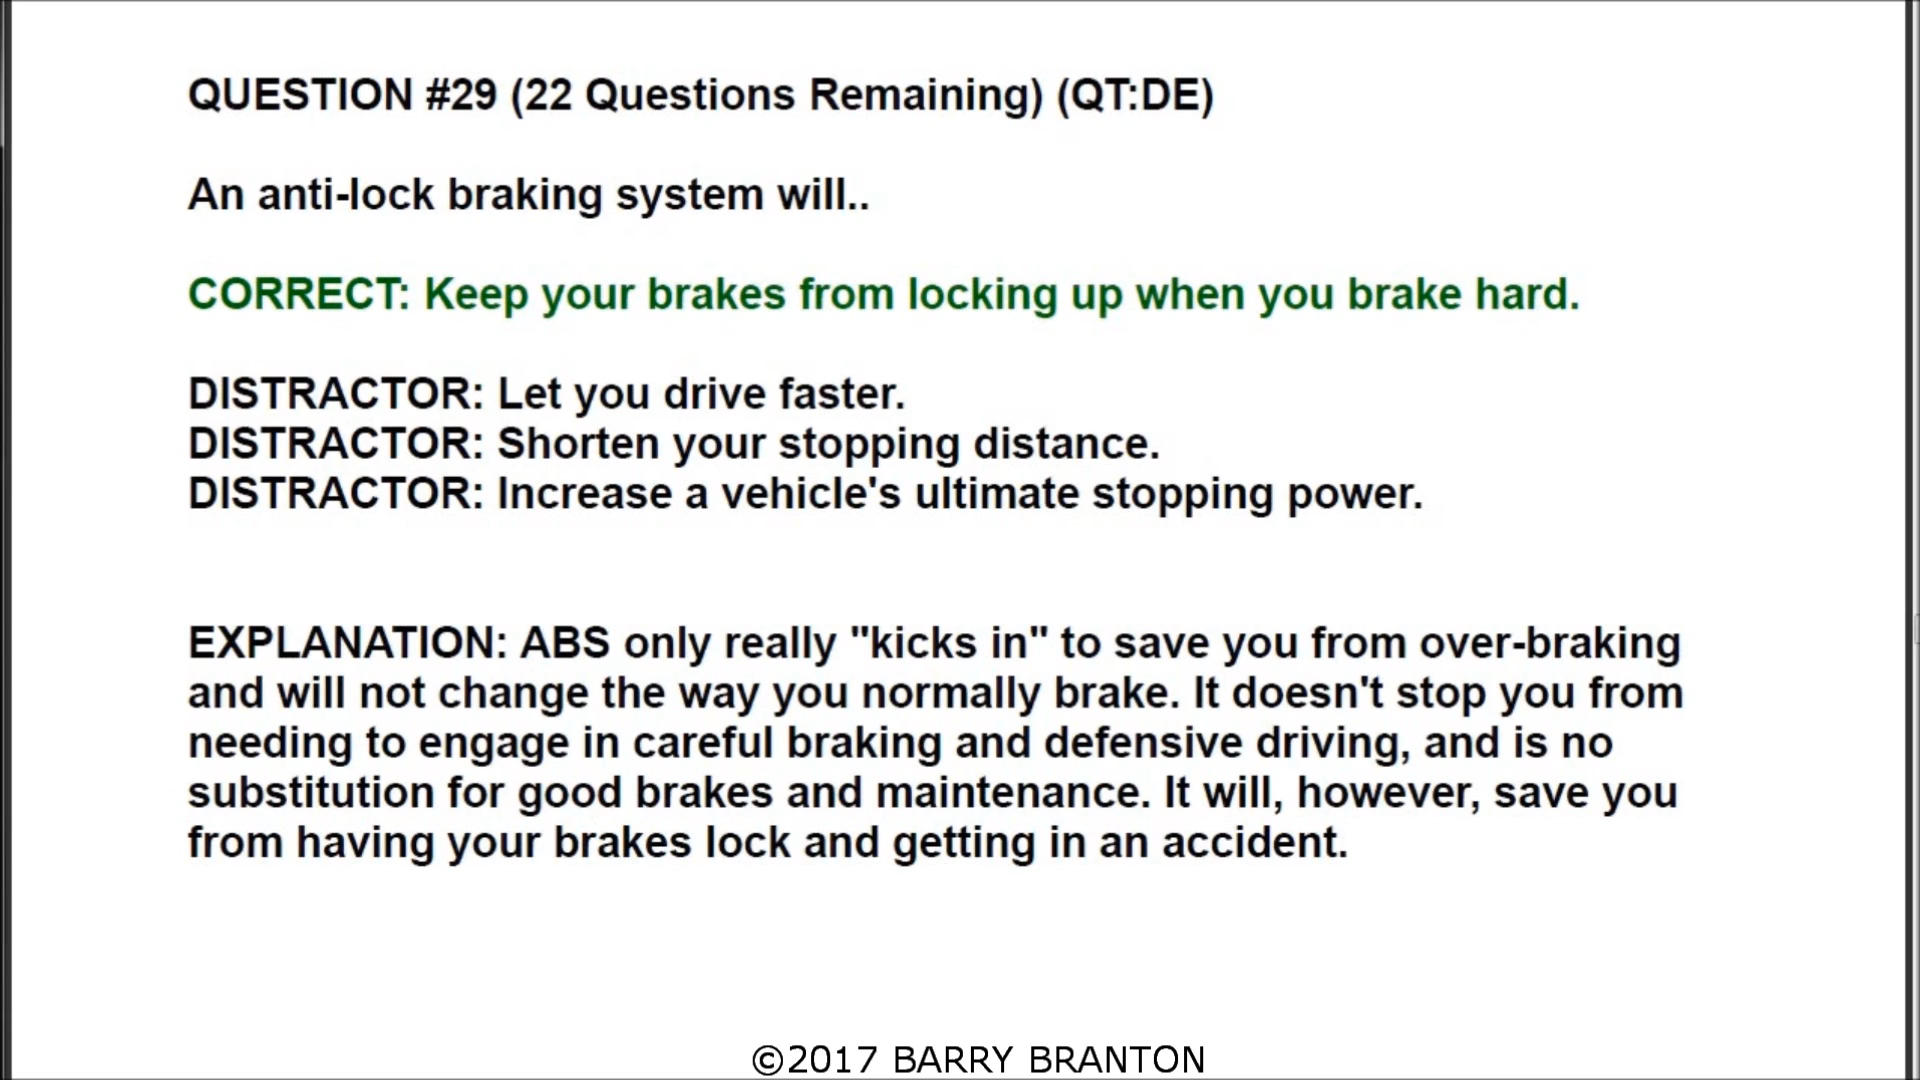 QUESTION #29 (22 Questions Remaining) (QT:DE)
An anti-lock braking system will..
CORRECT: Keep your brakes from locking up when you brake hard.
DISTRACTOR: Let you drive faster.
DISTRACTOR: Shorten your stopping distance.
DISTRACTOR: Increase a vehicle's ultimate stopping power.
EXPLANATION: ABS only really "kicks in" to save you from over-braking
and will not change the way you normally brake. It doesn't stop you from
needing to engage in careful braking and defensive driving, and is no
substitution for good brakes and maintenance. It will, however, save you
from having your brakes lock and getting in an accident.
©2017 BARRY BRANTON